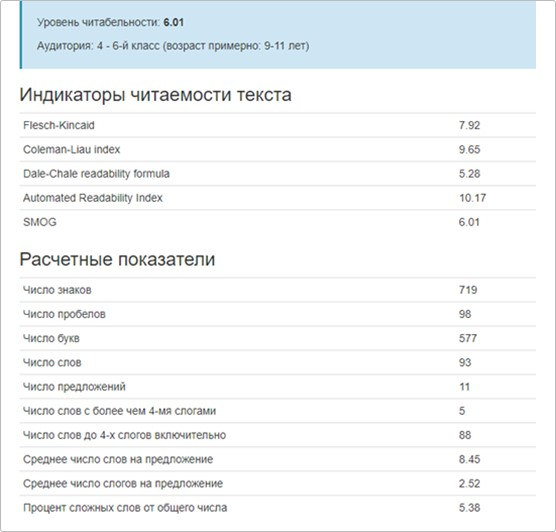 Уровень читабельности: 6.01
Аудитория: 4 - 6-й класс (возраст примерно: 9-11 лет)
Индикаторы читаемости текста
Flesch-Kincaid 7.92
Coleman-Liau index 9.65
Dale-Chale readability formula 5.28
Automated Readability Index 10.17
SMOG 6.01
Расчетные показатели
Число знаков 719
Число пробелов 98
Число букв 577
Число слов 93
Число предложений 11
Число слов с более чем 4-мя слогами 5
Число слов до 4-х слогов включительно 88
Среднее число слов на предложение 8.45
Среднее число слогов на предложение 2.52
Процент сложных слов от общего числа 5.38